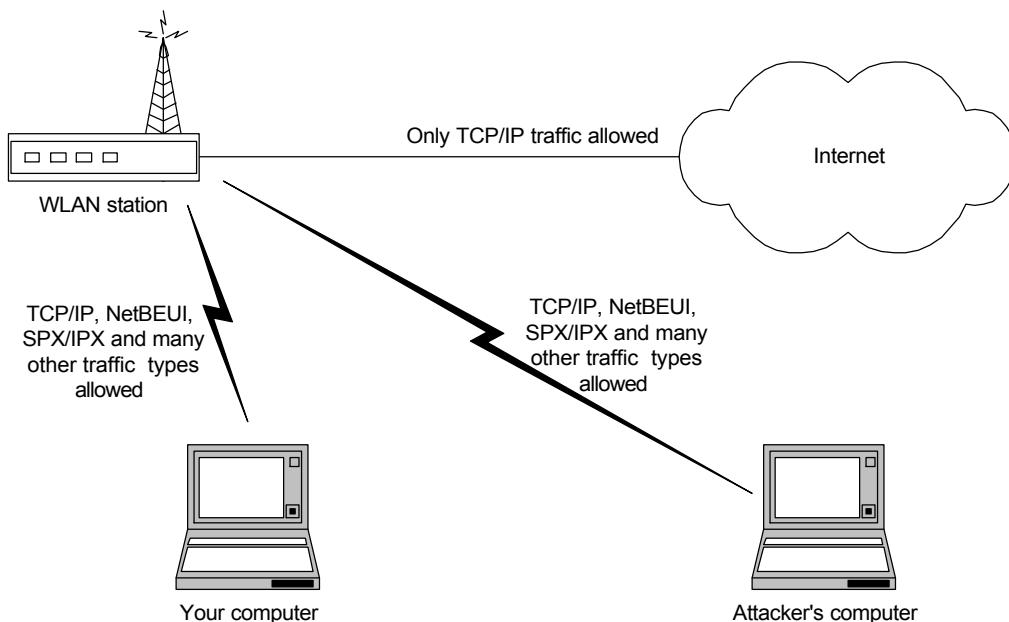 Only TCP/IP traffic allowed
Internet
WLAN station
TCP/IP, NetBEUI,
SPX/IPX and many
other traffic types
allowed
TCP/IP, NetBEUI,
SPX/IPX and many
other traffic types
allowed
Your computer
Attacker's computer